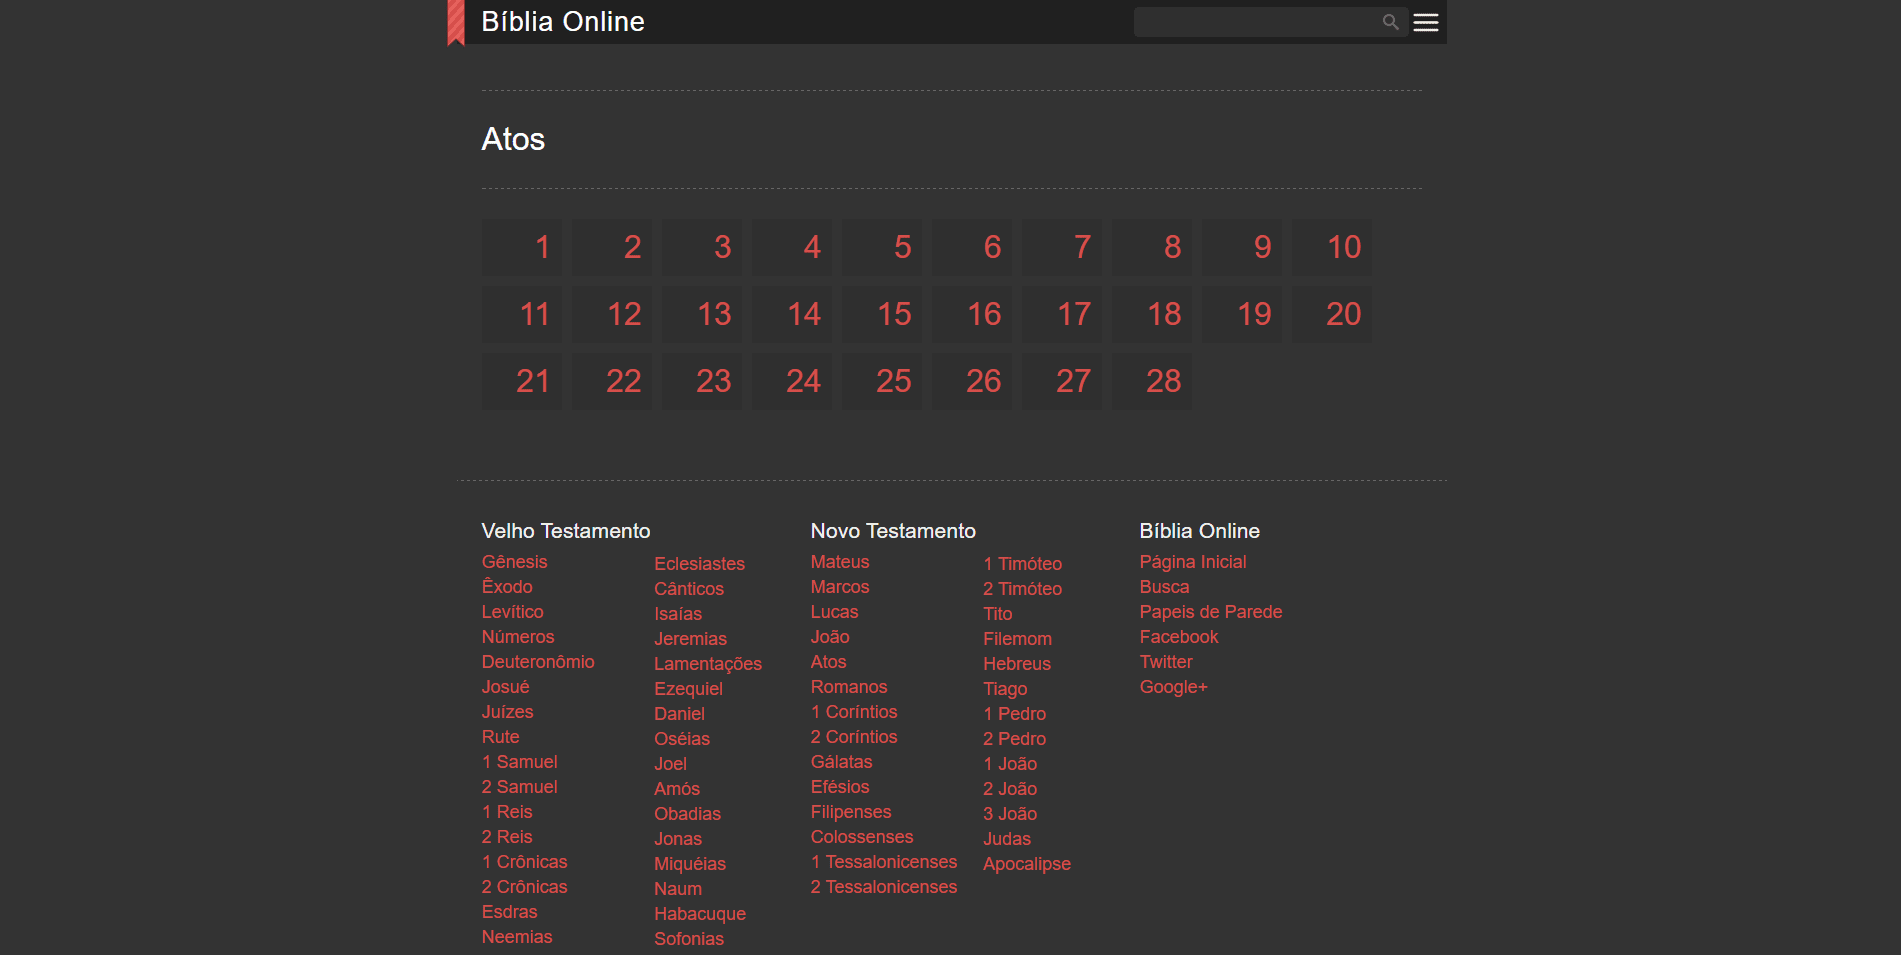 Bíblia Online
Atos
1 2 3 4 5 6 7 8 9 10
11 12 13 14 15 16 17 18 19 20
21 22 23 24 25 26 27 28
Velho Testamento
Gênesis
Êxodo
Levítico
Números
Deuteronômio
Josué
Juízes
Rute
1 Samuel
2 Samuel
1 Reis
2 Reis
1 Crônicas
2 Crônicas
Esdras
Neemias
Eclesiastes
Cânticos
Isaías
Jeremias
Lamentações
Ezequiel
Daniel
Oséias
Joel
Amós
Obadias
Jonas
Miquéias
Naum
Habacuque
Sofonias
Novo Testamento
Mateus
Marcos
Lucas
João
Atos
Romanos
1 Coríntios
2 Coríntios
Gálatas
Efésios
Filipenses
Colossenses
1 Tessalonicenses
2 Tessalonicenses
1 Timóteo
2 Timóteo
Tito
Filemom
Hebreus
Tiago
1 Pedro
2 Pedro
1 João
2 João
3 João
Judas
Apocalipse
Bíblia Online
Página Inicial
Busca
Papeis de Parede
Facebook
Twitter
Google+